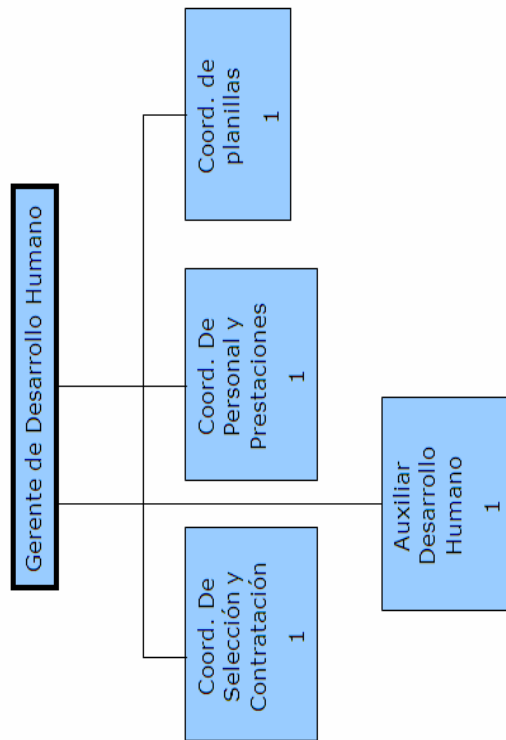 Gerente de Desarrollo Humano
Coord. De
Selección y
Contratación
1
Coord. De
Personal y
Prestaciones
1
Coord. de
planillas
1
Auxiliar
Desarrollo
Humano
1